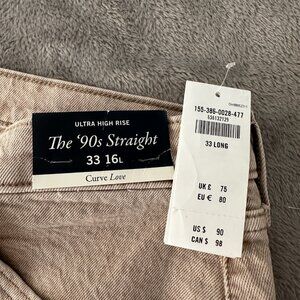 ULTRA HIGH RISE
The '90s Straight
33 16L
Curve Love
155-386-0028-477
33 LONG
UK £ 75
EU € 80
US $ 90
CAN $ 98